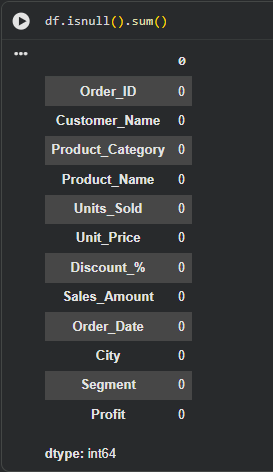 df.isnull().sum()
...
0
Order_ID 0
Customer_Name 0
Product_Category 0
Product_Name 0
Units_Sold 0
Unit_Price 0
Discount_% 0
Sales_Amount 0
Order_Date 0
City 0
Segment 0
Profit 0
dtype: int64